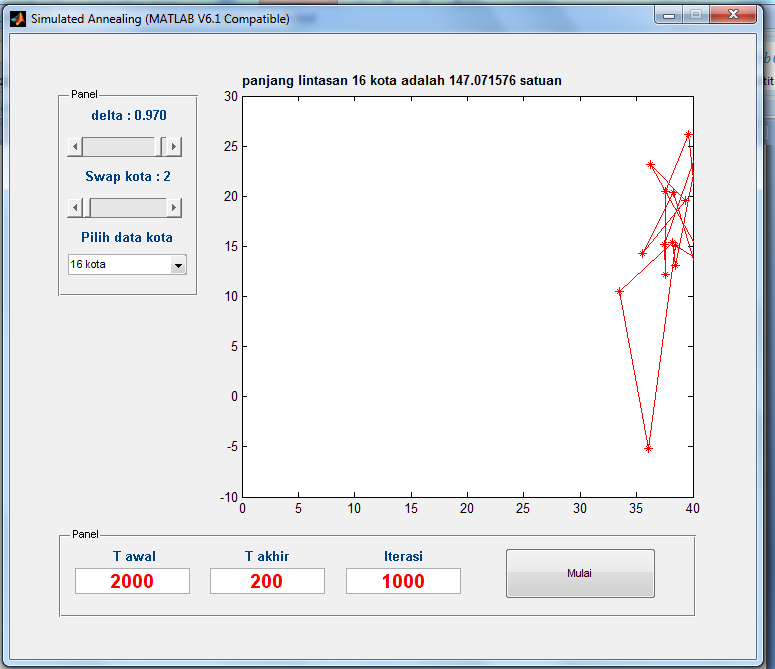 Simulated Annealing (MATLAB V6.1 Compatible)
panjang lintasan 16 kota adalah 147.071576 satuan
Panel
delta : 0.970
Swap kota : 2
Pilih data kota
16 kota
30
25
20
15
10
5
0
-5
-10
0 5 10 15 20 25 30 35 40
Panel
T awal T akhir Iterasi
2000 200 1000 Mulai